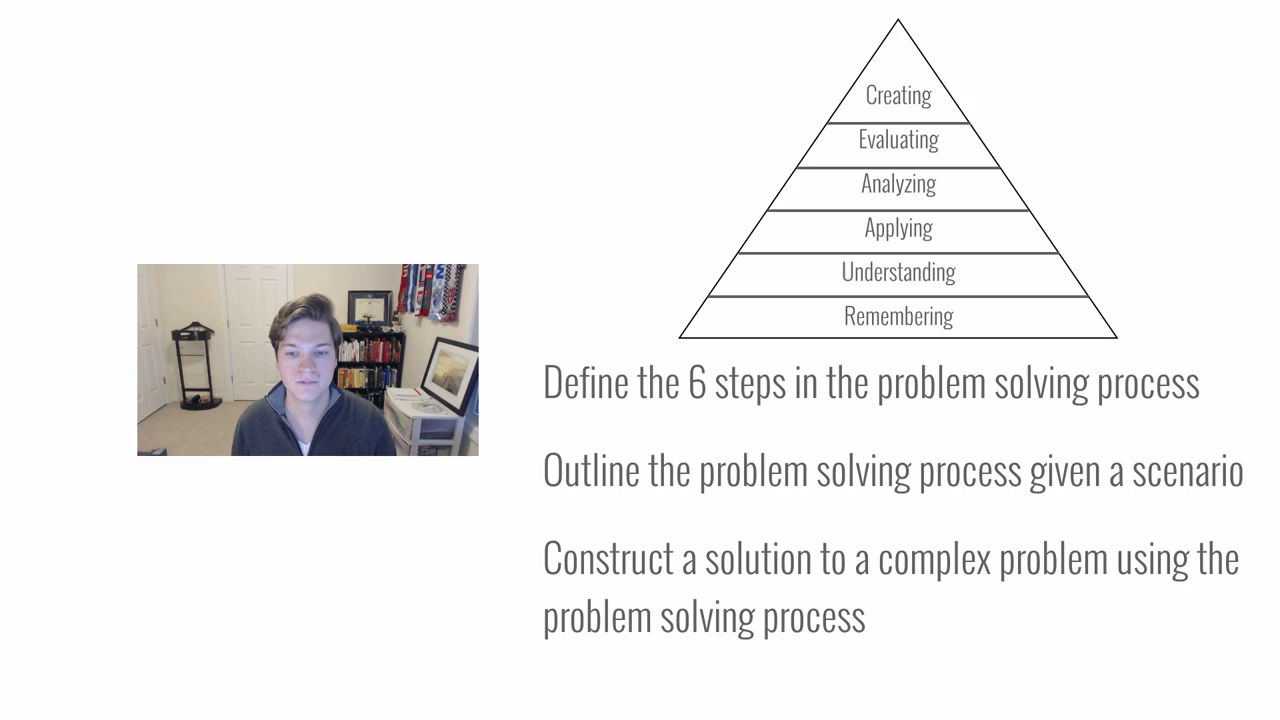 Creating
Evaluating
Analyzing
Applying
Understanding
Remembering
Define the 6 steps in the problem solving process
Outline the problem solving process given a scenario
Construct a solution to a complex problem using the
problem solving process